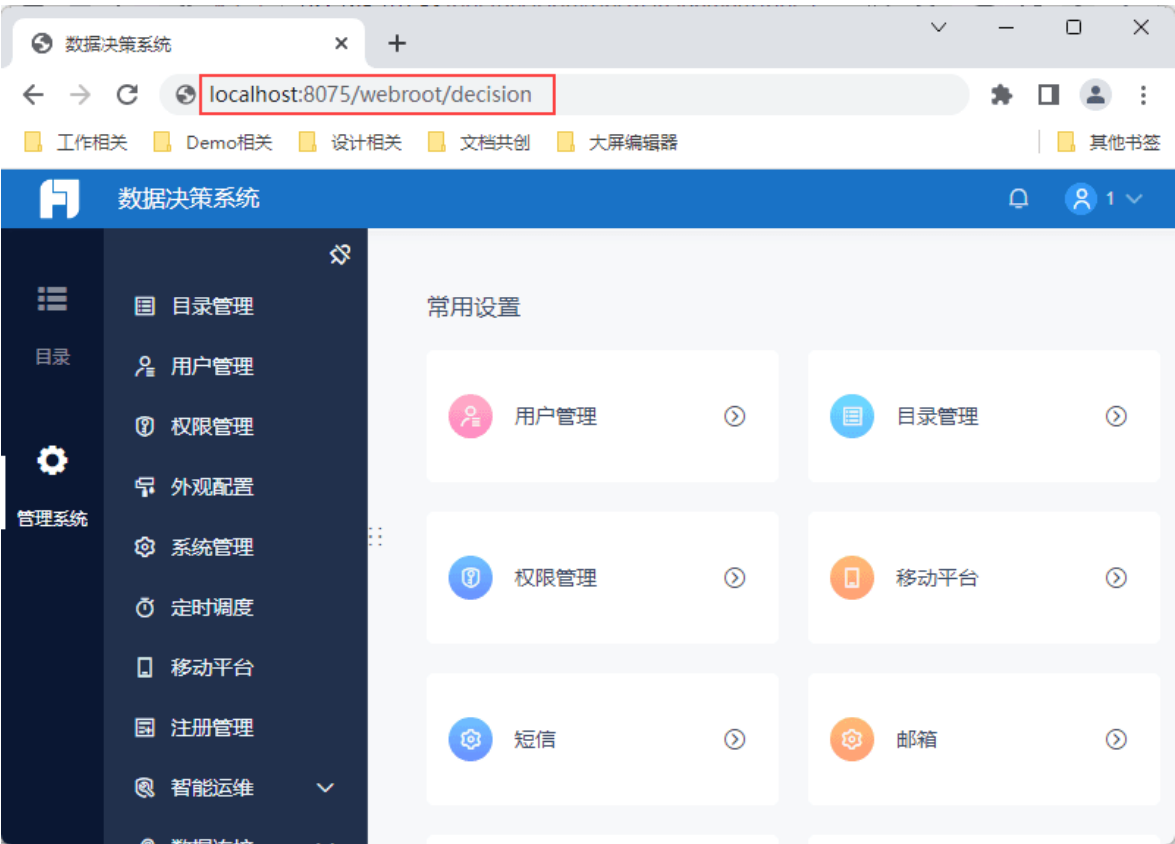 数据决策系统
localhost:8075/webroot/decision
工作相关 Demo相关 设计相关 文档共创 大屏编辑器 其他书签
数据决策系统 1
目录
管理系统
目录管理
用户管理
权限管理
外观配置
系统管理
定时调度
移动平台
注册管理
智能运维
数据连接
常用设置
用户管理 目录管理
权限管理 移动平台
短信 邮箱